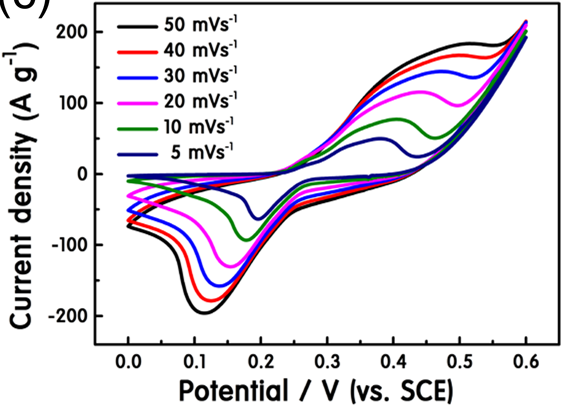 50 mVs⁻¹
40 mVs⁻¹
30 mVs⁻¹
20 mVs⁻¹
10 mVs⁻¹
5 mVs⁻¹
Current density (A g⁻¹)
200
100
0
-100
-200
0.0 0.1 0.2 0.3 0.4 0.5 0.6
Potential / V (vs. SCE)